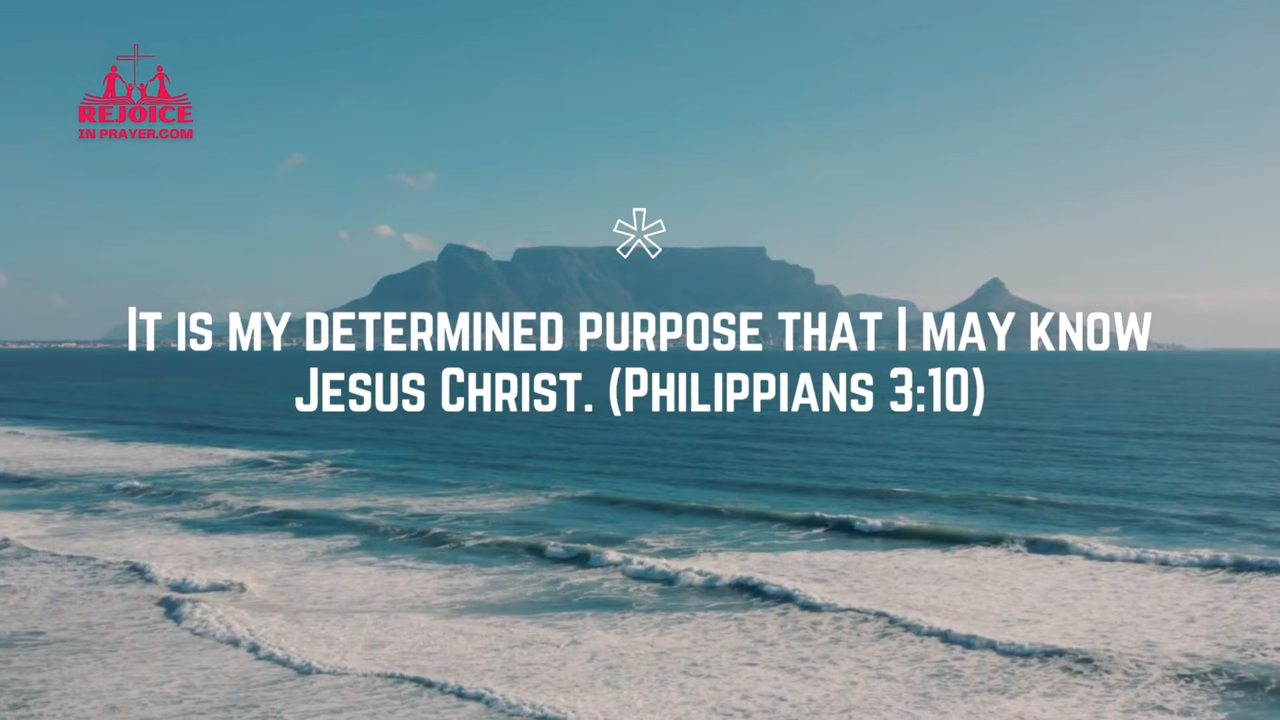 REJOICE
IN PRAYER.COM
It is my determined purpose that I may know
Jesus Christ. (Philippians 3:10)